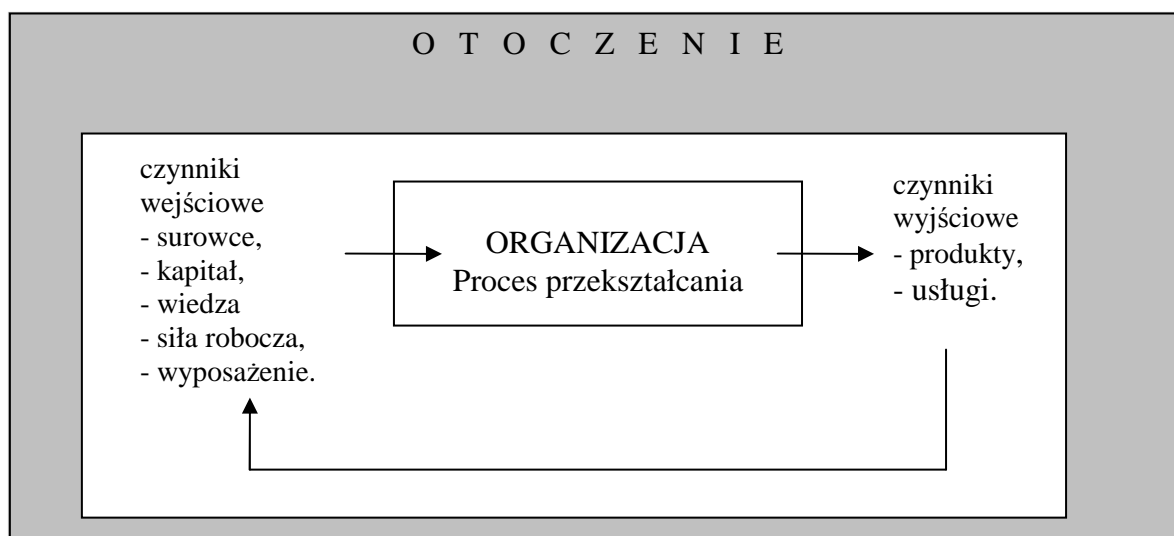 O T O C Z E N I E
czynniki
wejściowe
- surowce,
- kapitał,
- wiedza
- siła robocza,
- wyposażenie.
ORGANIZACJA
Proces przekształcania
czynniki
wyjściowe
- produkty,
- usługi.